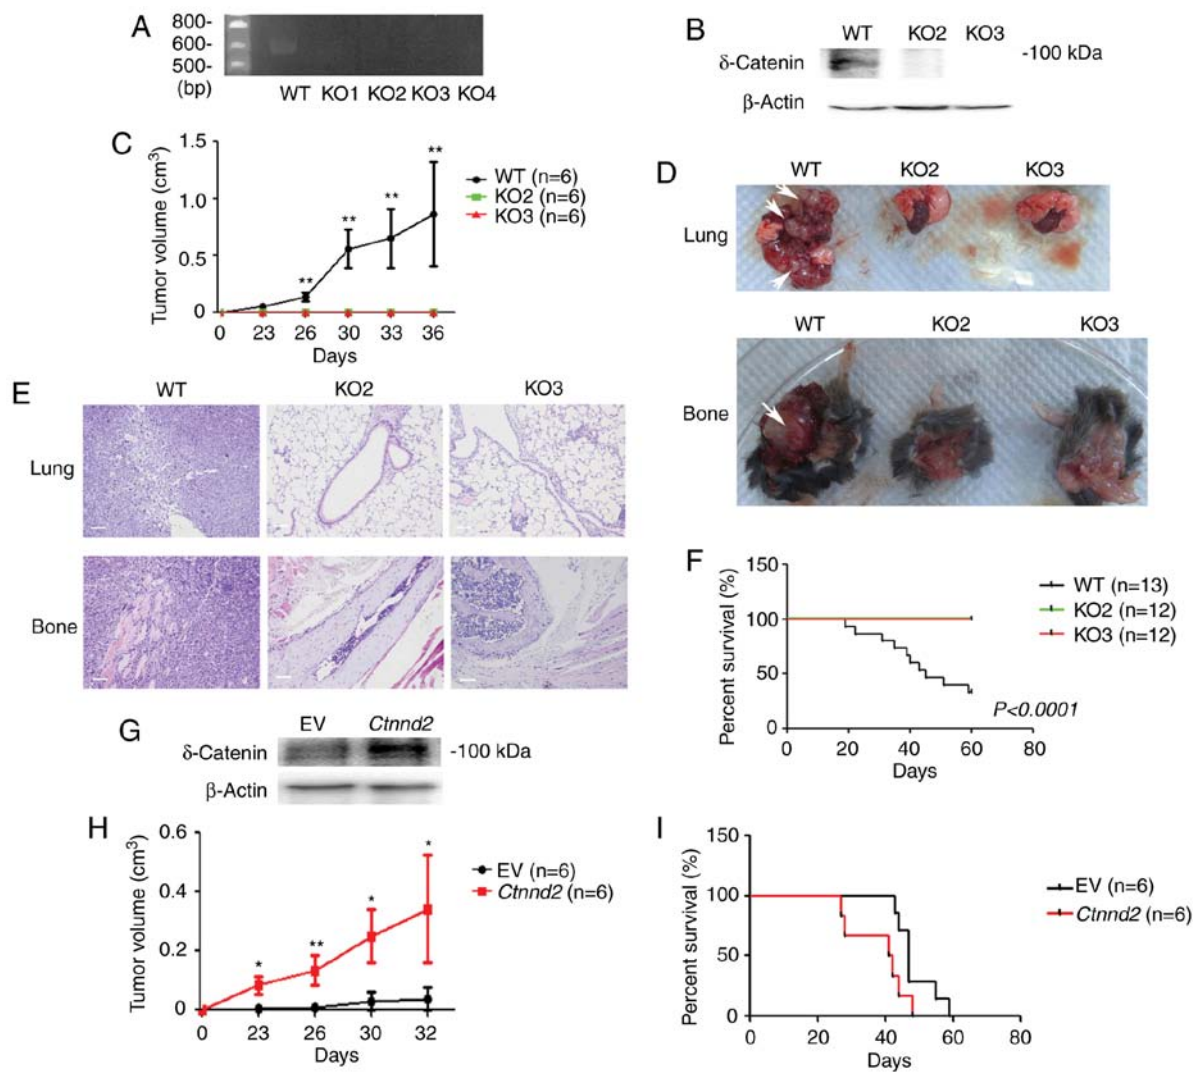 A
800-
600-
500-
(bp)
WT KO1 KO2 KO3 KO4
B
WT KO2 KO3
δ-Catenin
-100 kDa
β-Actin
C
Tumor volume (cm³)
1.5
1.0
0.5
0
** ** ** **
0 23 26 30 33 36
Days
WT (n=6)
KO2 (n=6)
KO3 (n=6)
D
WT KO2 KO3
Lung
WT KO2 KO3
Bone
E
WT KO2 KO3
Lung
Bone
F
Percent survival (%)
150
100
50
0
0 20 40 60 80
Days
WT (n=13)
KO2 (n=12)
KO3 (n=12)
P<0.0001
G
EV Ctnnd2
δ-Catenin
-100 kDa
β-Actin
H
Tumor volume (cm³)
0.6
0.4
0.2
0
* ** * *
0 23 26 30 32
Days
EV (n=6)
Ctnnd2 (n=6)
I
Percent survival (%)
150
100
50
0
0 20 40 60 80
Days
EV (n=6)
Ctnnd2 (n=6)